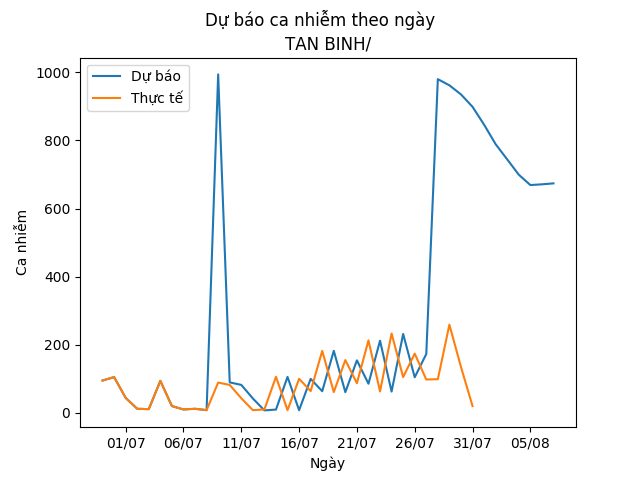 Dự báo ca nhiễm theo ngày
TAN BINH/
Dự báo
Thực tế
Ca nhiễm
1000
800
600
400
200
0
01/07 06/07 11/07 16/07 21/07 26/07 31/07 05/08
Ngày